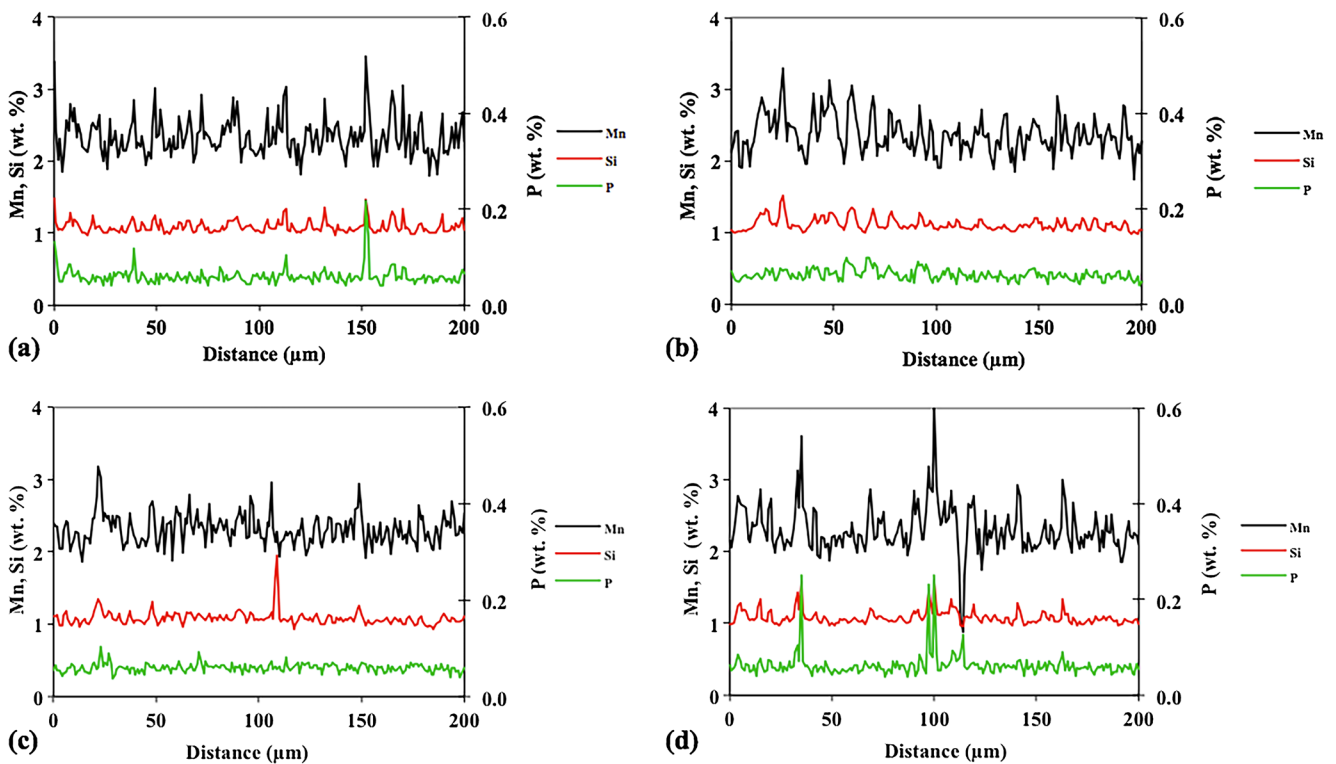 4
3
2
1
0
Mn, Si (wt. %)
0.6
0.4
0.2
0.0
P (wt. %)
Mn
Si
P
0 50 100 150 200
Distance (µm)
(a)
4
3
2
1
0
Mn, Si (wt. %)
0.6
0.4
0.2
0.0
P (wt. %)
Mn
Si
P
0 50 100 150 200
Distance (µm)
(b)
4
3
2
1
0
Mn, Si (wt. %)
0.6
0.4
0.2
0.0
P (wt. %)
Mn
Si
P
0 50 100 150 200
Distance (µm)
(c)
4
3
2
1
0
Mn, Si (wt. %)
0.6
0.4
0.2
0.0
P (wt. %)
Mn
Si
P
0 50 100 150 200
Distance (µm)
(d)